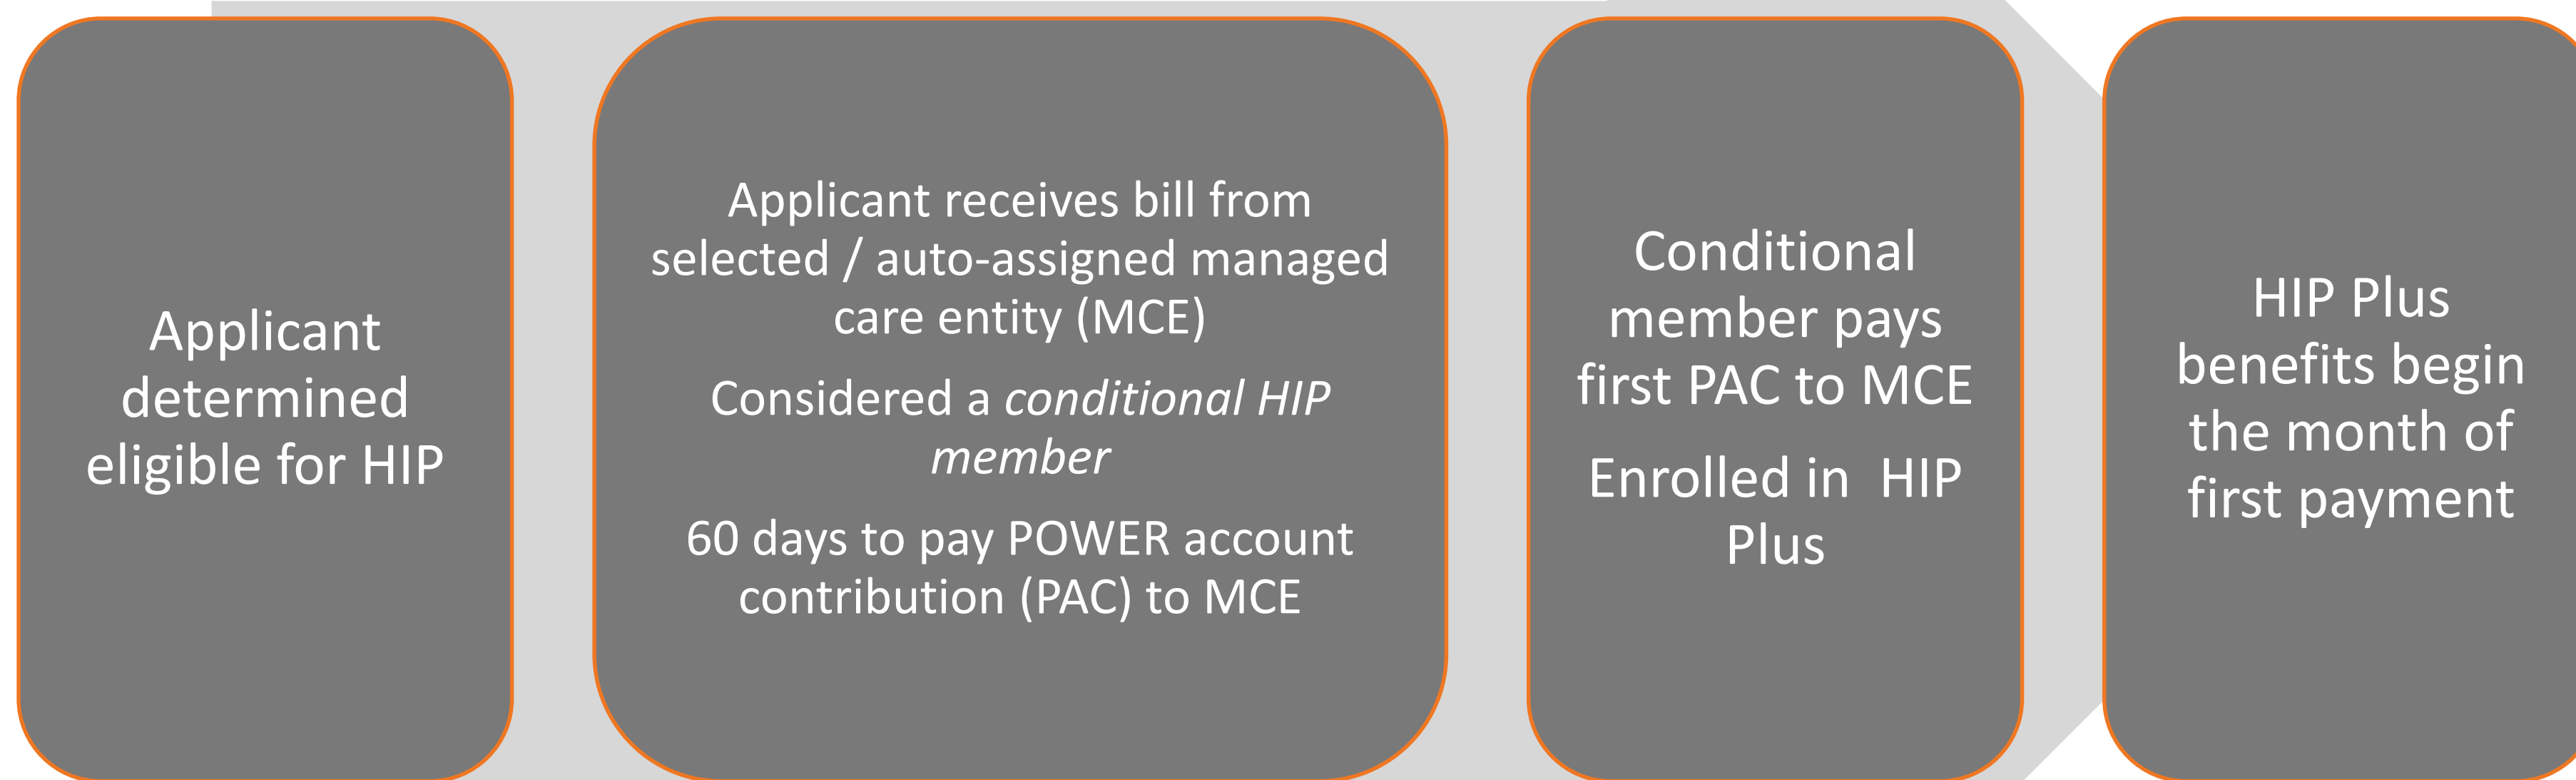 Applicant
determined
eligible for HIP
Applicant receives bill from
selected / auto-assigned managed
care entity (MCE)
Considered a conditional HIP
member
60 days to pay POWER account
contribution (PAC) to MCE
Conditional
member pays
first PAC to MCE
Enrolled in  HIP
Plus
HIP Plus
benefits begin
the month of
first payment